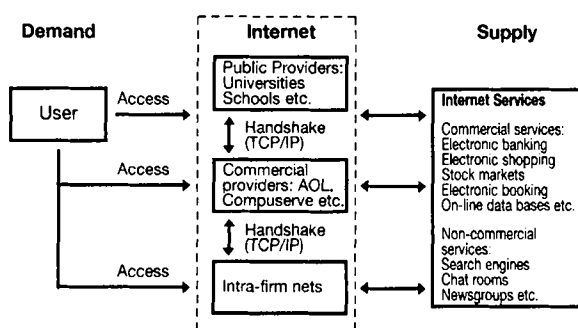 Demand
Internet
Supply
User
Access
Access
Access
Public Providers:
Universities
Schools etc.
Handshake
(TCP/IP)
Commercial
providers: AOL,
Compuserve etc.
Handshake
(TCP/IP)
Intra-firm nets
Internet Services
Commercial services:
Electronic banking
Electronic shopping
Stock markets
Electronic booking
On-line data bases etc.
Non-commercial
services:
Search engines
Chat rooms
Newsgroups etc.